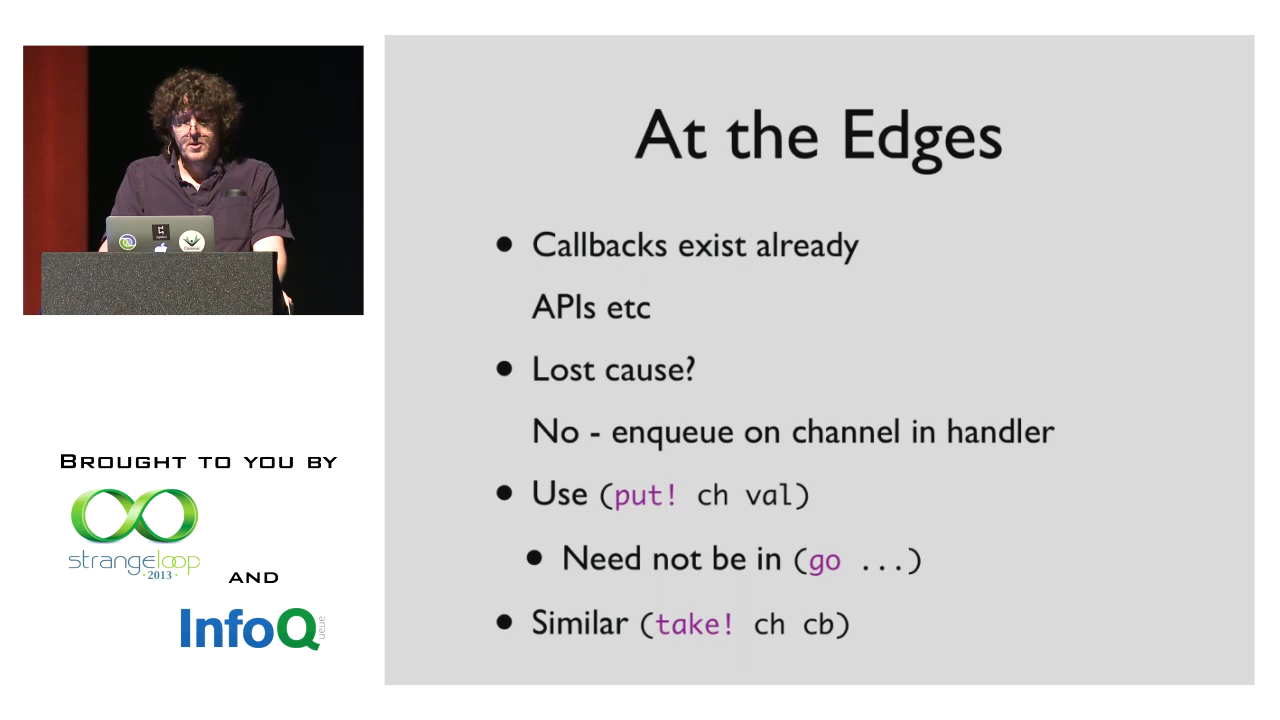 At the Edges
• Callbacks exist already
APIs etc
• Lost cause?
No - enqueue on channel in handler
• Use (put! ch val)
• Need not be in (go ...)
• Similar (take! ch cb)
BROUGHT TO YOU BY
strangeloop
·2013·
AND
InfoQ
ueue